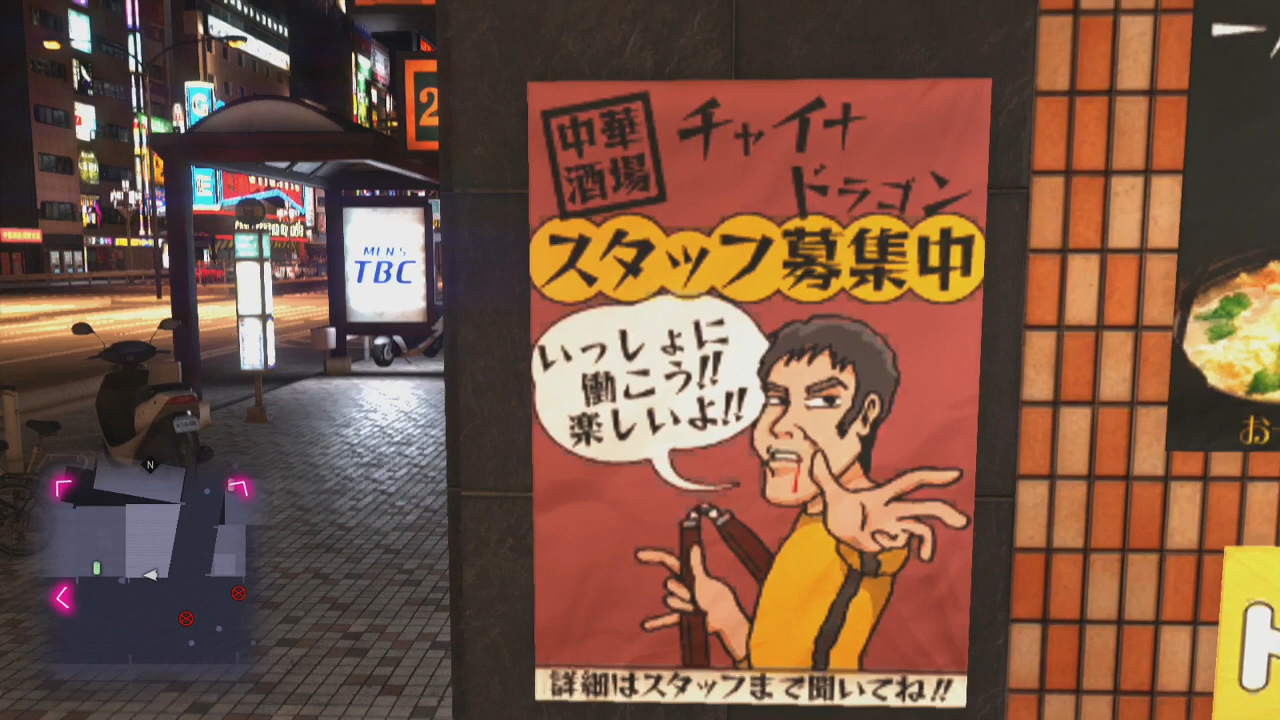 中華
酒場
チャイナ
ドラゴン
スタッフ募集中
いっしょに
働こう!!
楽しいよ!!
詳細はスタッフまで聞いてね!!
MEN'S
TBC
2
N
お